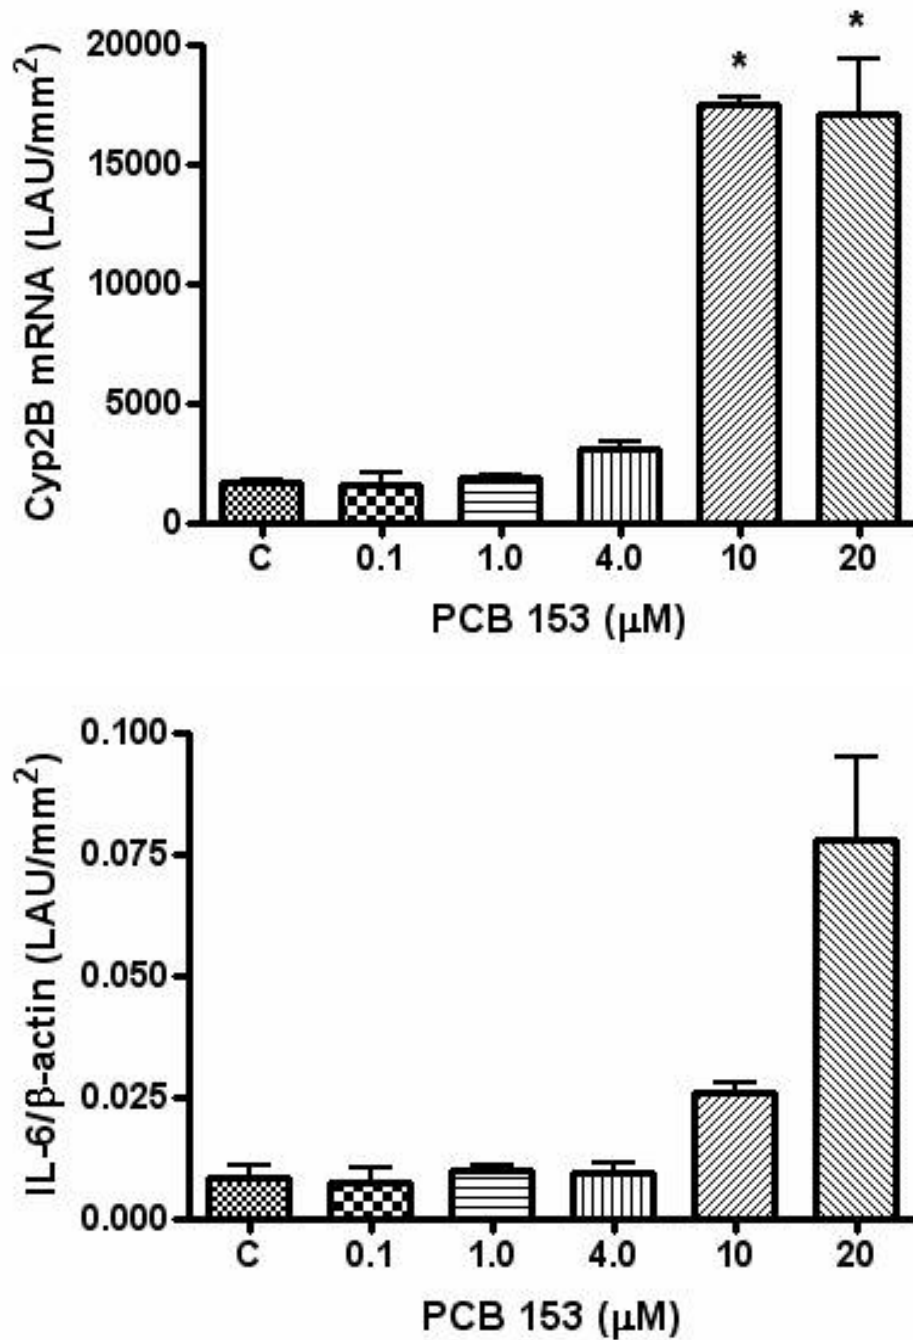 *
*
20000
15000
10000
5000
0
Cyp2B mRNA (LAU/mm²)
C 0.1 1.0 4.0 10 20
PCB 153 (μM)
0.100
0.075
0.050
0.025
0.000
IL-6/β-actin (LAU/mm²)
C 0.1 1.0 4.0 10 20
PCB 153 (μM)